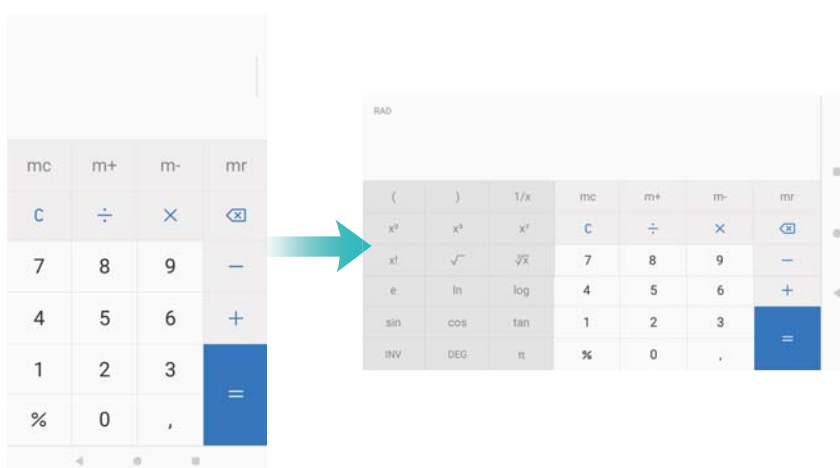 mc m+ m- mr
C ÷ ×
7 8 9 −
4 5 6 +
1 2 3
% 0 , =
RAD
( ) 1/x mc m+ m- mr
x² x³ xʸ C ÷ ×
x! √ ʸ√x 7 8 9 −
e ln log 4 5 6 +
sin cos tan 1 2 3
INV DEG π % 0 , =